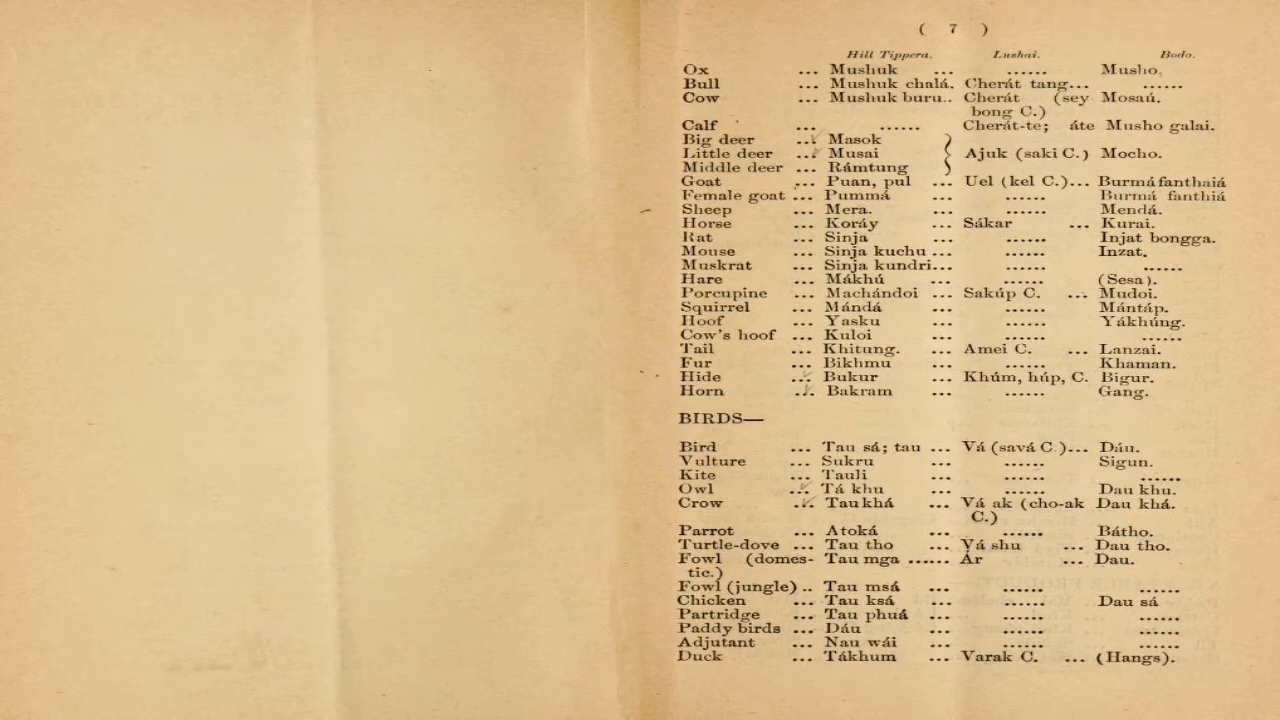 ( 7 )
Hill Tippera. Lushai. Bodo.
Ox ... Mushuk ... ...... Musho.
Bull ... Mushuk chalá. Cherát tang... ......
Cow ... Mushuk buru.. Cherát (sey Mosaú.
bong C.)
Calf ... ...... Cherát-te; áte Musho galai.
Big deer ... Masok
Little deer ... Musai } Ajuk (saki C.) Mocho.
Middle deer ... Rámtung
Goat ... Puan, pul ... Uel (kel C.)... Burmá fanthaiá
Female goat ... Pummá ... ...... Burmá fanthiá
Sheep ... Mera. ... ...... Mendá.
Horse ... Koráy ... Sákar ... Kurai.
Rat ... Sinja ... ...... Injat bongga.
Mouse ... Sinja kuchu ... ...... Inzat.
Muskrat ... Sinja kundri... ...... ......
Hare ... Mákhú ... ...... (Sesa).
Porcupine ... Machándoi ... Sakúp C. ... Mudoi.
Squirrel ... Mándá ... ...... Mántáp.
Hoof ... Yasku ... ...... Yákhúng.
Cow's hoof ... Kuloi ... ...... ......
Tail ... Khitung. ... Amei C. ... Lanzai.
Fur ... Bikhmu ... ...... Khaman.
Hide ... Bukur ... Khúm, húp, C. Bigur.
Horn ... Bakram ... ...... Gang.
BIRDS—
Bird ... Tau sá; tau ... Vá (savá C.)... Dáu.
Vulture ... Sukru ... ...... Sigun.
Kite ... Tauli ... ...... ......
Owl ... Tá khu ... ...... Dau khu.
Crow ... Tau khá ... Vá ak (cho-ak Dau khá.
C.)
Parrot ... Atoká ... ...... Bátho.
Turtle-dove ... Tau tho ... Vá shu ... Dau tho.
Fowl (domes- Tau mga ...... Ár ... Dau.
tic.)
Fowl (jungle) .. Tau msá ... ...... ......
Chicken ... Tau ksá ... ...... Dau sá
Partridge ... Tau phuá ... ...... ......
Paddy birds ... Dáu ... ...... ......
Adjutant ... Nau wái ... ...... ......
Duck ... Tákhum ... Varak C. ... (Hangs).